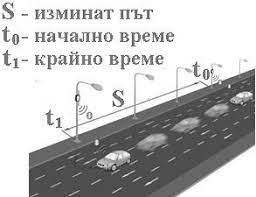 S - изминат път
t0- начално време
t1- крайно време
t0
S
t1